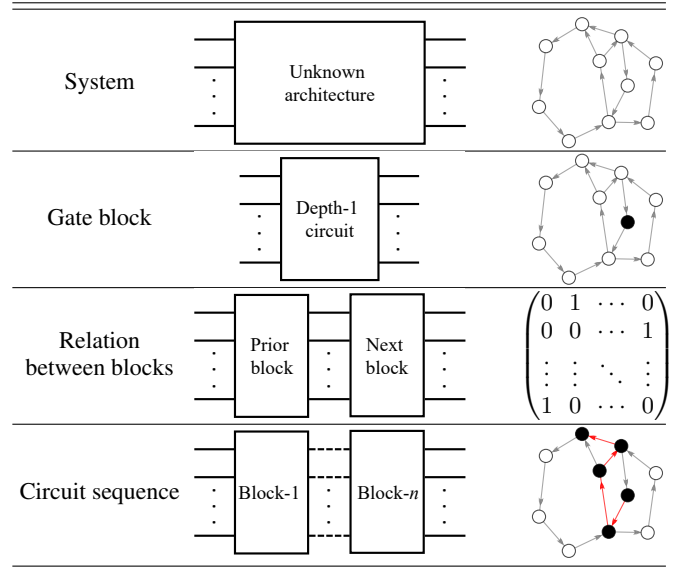 System
Unknown
architecture
Gate block
Depth-1
circuit
Relation
between blocks
Prior
block
Next
block
0 1 ⋯ 0
0 0 ⋯ 1
⋮ ⋮ ⋱ ⋮
1 0 ⋯ 0
Circuit sequence
Block-1
Block-n